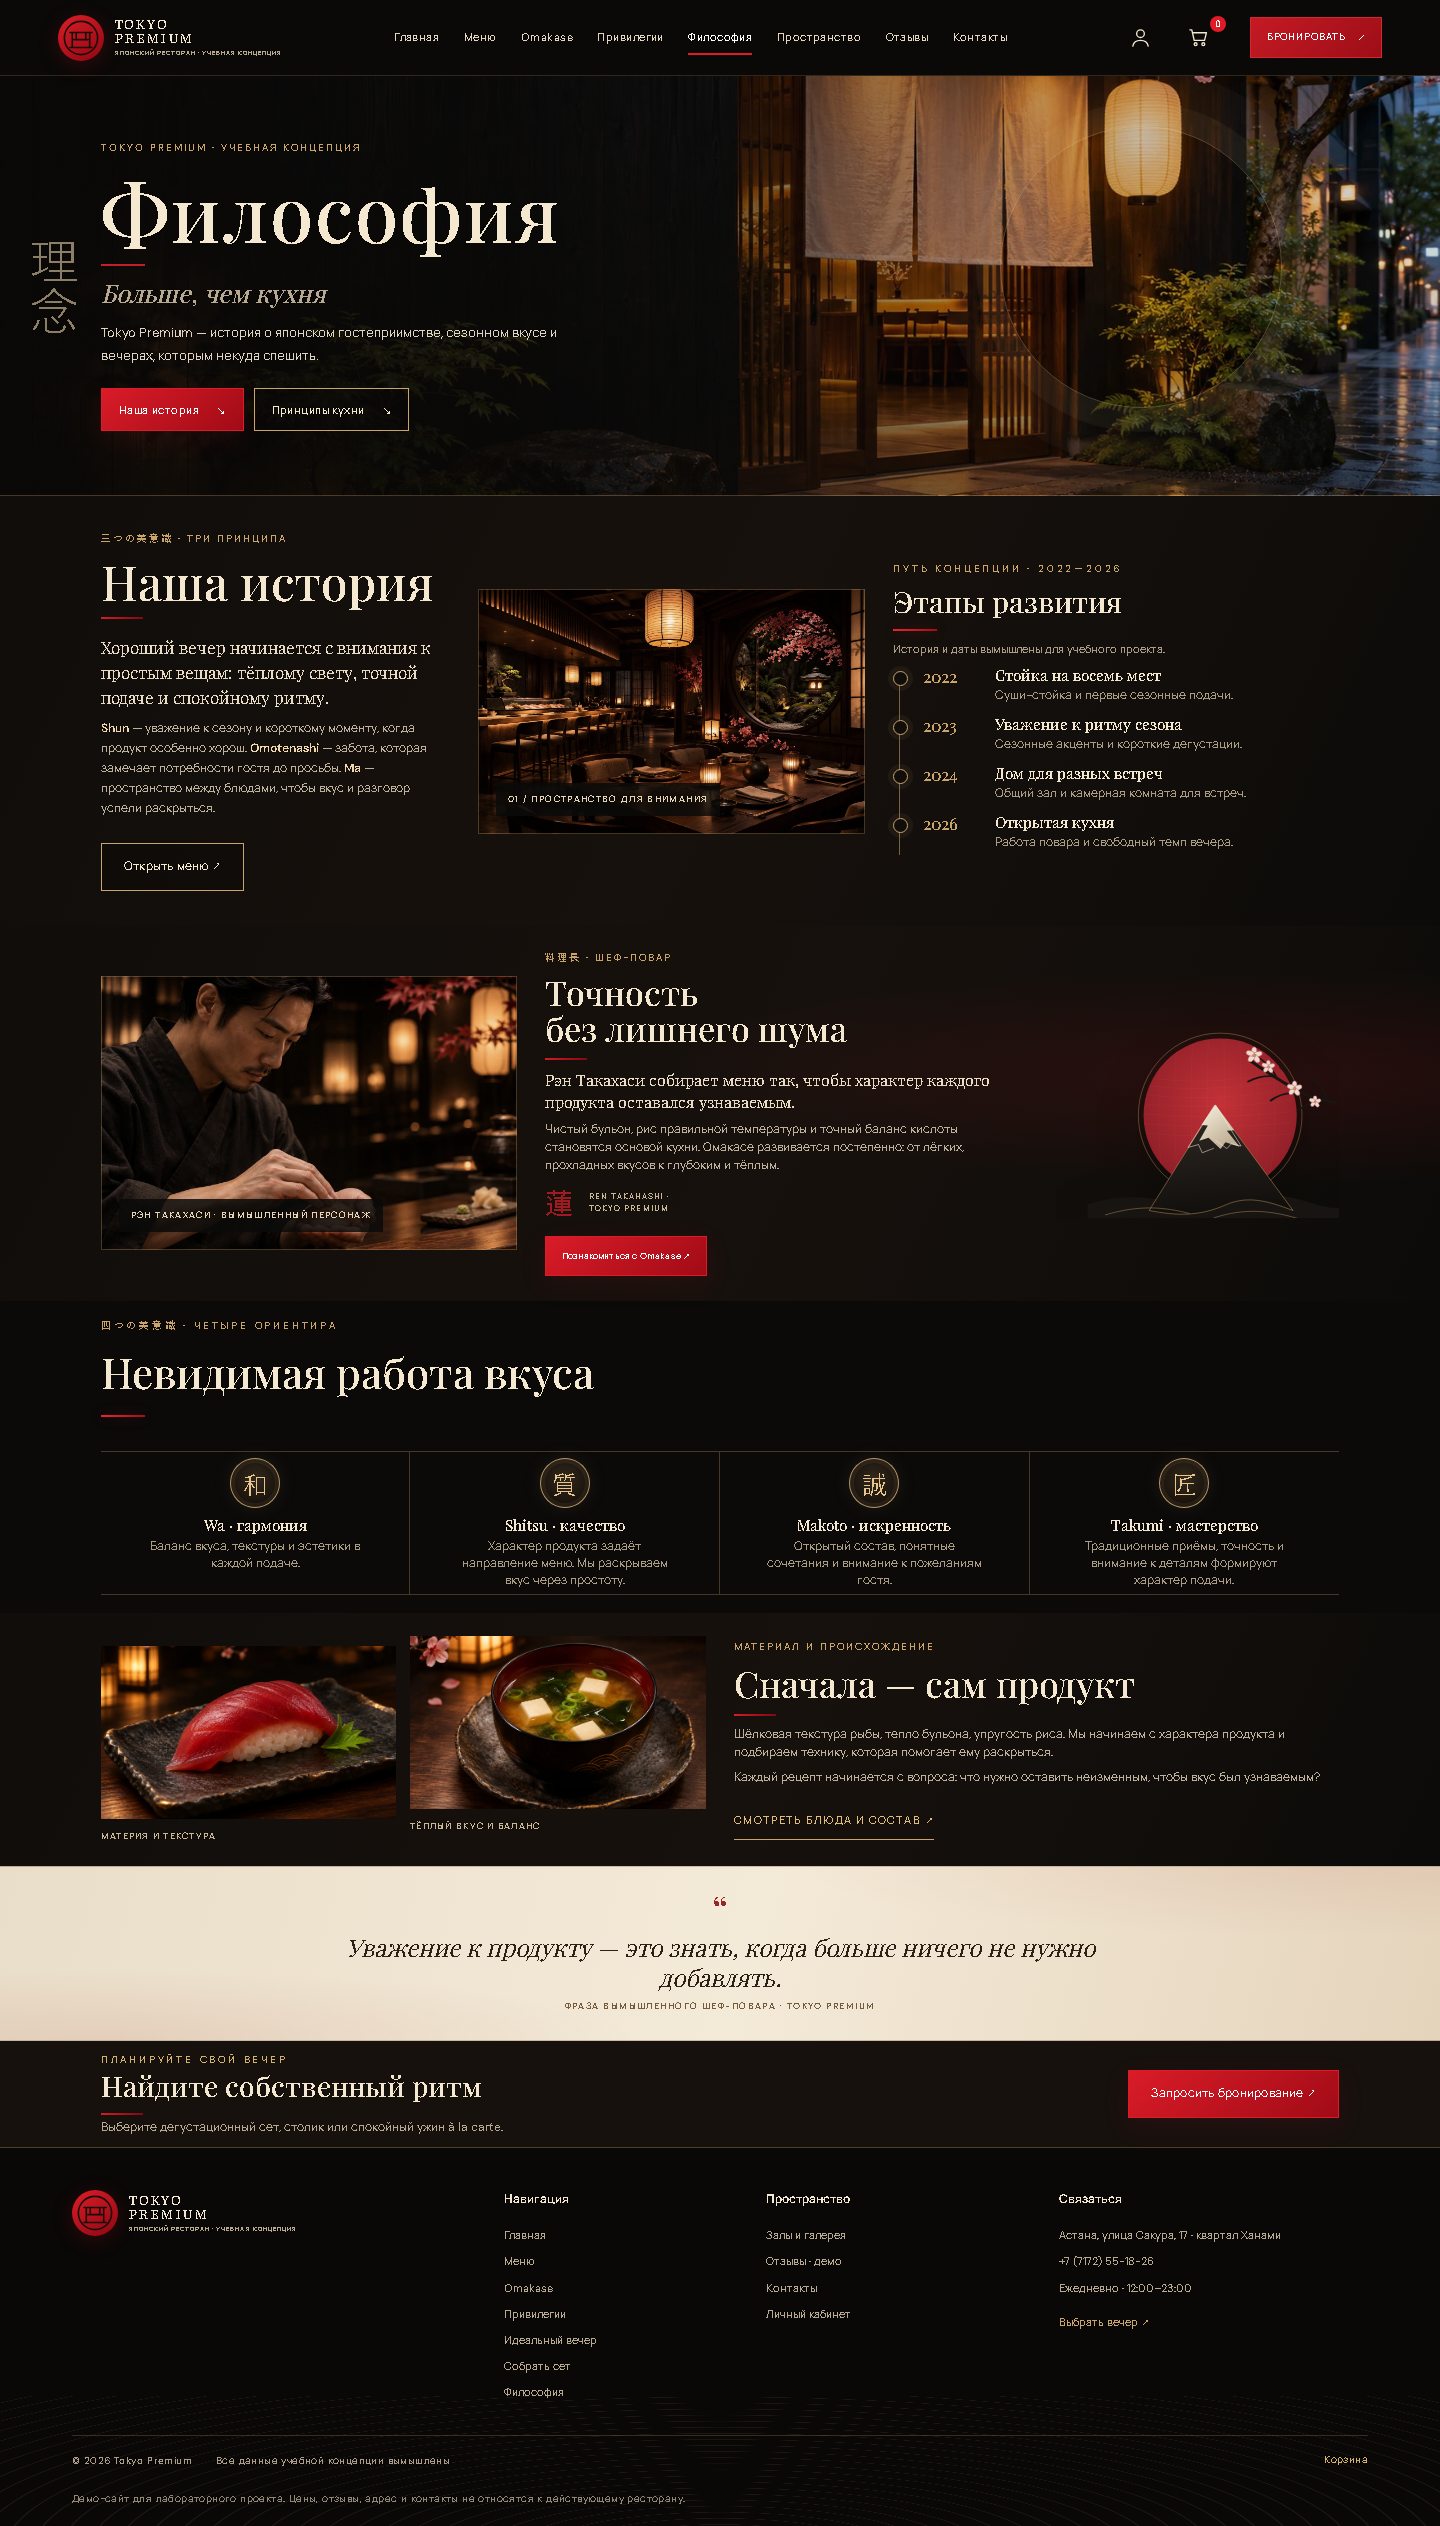 TOKYO
PREMIUM
ЯПОНСКИЙ РЕСТОРАН · УЧЕБНАЯ КОНЦЕПЦИЯ
Главная
Меню
Omakase
Привилегии
Философия
Пространство
Отзывы
Контакты
0
БРОНИРОВАТЬ ↗
TOKYO PREMIUM · УЧЕБНАЯ КОНЦЕПЦИЯ
理念
Философия
Больше, чем кухня
Tokyo Premium — история о японском гостеприимстве, сезонном вкусе и
вечерах, которым некуда спешить.
Наша история ↘
Принципы кухни ↘
三つの美意識 · ТРИ ПРИНЦИПА
Наша история
Хороший вечер начинается с внимания к
простым вещам: тёплому свету, точной
подаче и спокойному ритму.
Shun — уважение к сезону и короткому моменту, когда
продукт особенно хорош. Omotenashi — забота, которая
замечает потребности гостя до просьбы. Ma —
пространство между блюдами, чтобы вкус и разговор
успели раскрыться.
Открыть меню ↗
01 / ПРОСТРАНСТВО ДЛЯ ВНИМАНИЯ
ПУТЬ КОНЦЕПЦИИ · 2022—2026
Этапы развития
История и даты вымышлены для учебного проекта.
2022
Стойка на восемь мест
Суши-стойка и первые сезонные подачи.
2023
Уважение к ритму сезона
Сезонные акценты и короткие дегустации.
2024
Дом для разных встреч
Общий зал и камерная комната для встреч.
2026
Открытая кухня
Работа повара и свободный темп вечера.
РЭН ТАКАХАСИ · ВЫМЫШЛЕННЫЙ ПЕРСОНАЖ
料理長 · ШЕФ-ПОВАР
Точность
без лишнего шума
Рэн Такахаси собирает меню так, чтобы характер каждого
продукта оставался узнаваемым.
Чистый бульон, рис правильной температуры и точный баланс кислоты
становятся основой кухни. Омакасе развивается постепенно: от лёгких,
прохладных вкусов к глубоким и тёплым.
蓮
REN TAKAHASHI ·
TOKYO PREMIUM
Познакомиться с Omakase ↗
四つの美意識 · ЧЕТЫРЕ ОРИЕНТИРА
Невидимая работа вкуса
和
Wa · гармония
Баланс вкуса, текстуры и эстетики в
каждой подаче.
質
Shitsu · качество
Характер продукта задаёт
направление меню. Мы раскрываем
вкус через простоту.
誠
Makoto · искренность
Открытый состав, понятные
сочетания и внимание к пожеланиям
гостя.
匠
Takumi · мастерство
Традиционные приёмы, точность и
внимание к деталям формируют
характер подачи.
МАТЕРИЯ И ТЕКСТУРА
ТЁПЛЫЙ ВКУС И БАЛАНС
МАТЕРИАЛ И ПРОИСХОЖДЕНИЕ
Сначала — сам продукт
Шёлковая текстура рыбы, тепло бульона, упругость риса. Мы начинаем с характера продукта и
подбираем технику, которая помогает ему раскрыться.
Каждый рецепт начинается с вопроса: что нужно оставить неизменным, чтобы вкус был узнаваемым?
СМОТРЕТЬ БЛЮДА И СОСТАВ ↗
“
Уважение к продукту — это знать, когда больше ничего не нужно
добавлять.
ФРАЗА ВЫМЫШЛЕННОГО ШЕФ-ПОВАРА · TOKYO PREMIUM
ПЛАНИРУЙТЕ СВОЙ ВЕЧЕР
Найдите собственный ритм
Выберите дегустационный сет, столик или спокойный ужин à la carte.
Запросить бронирование ↗
TOKYO
PREMIUM
ЯПОНСКИЙ РЕСТОРАН · УЧЕБНАЯ КОНЦЕПЦИЯ
Навигация
Главная
Меню
Omakase
Привилегии
Идеальный вечер
Собрать сет
Философия
Пространство
Залы и галерея
Отзывы · демо
Контакты
Личный кабинет
Связаться
Астана, улица Сакура, 17 · квартал Ханами
+7 (7172) 55-18-26
Ежедневно · 12:00–23:00
Выбрать вечер ↗
© 2026 Tokyo Premium
Все данные учебной концепции вымышлены
Корзина
Демо-сайт для лабораторного проекта. Цены, отзывы, адрес и контакты не относятся к действующему ресторану.